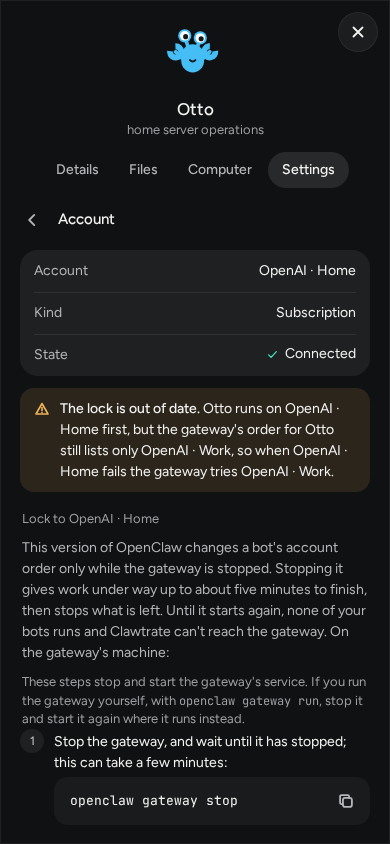 Otto
home server operations
Details Files Computer Settings
Account
Account OpenAI · Home
Kind Subscription
State Connected
The lock is out of date. Otto runs on OpenAI ·
Home first, but the gateway's order for Otto
still lists only OpenAI · Work, so when OpenAI ·
Home fails the gateway tries OpenAI · Work.
Lock to OpenAI · Home
This version of OpenClaw changes a bot's account
order only while the gateway is stopped. Stopping it
gives work under way up to about five minutes to finish,
then stops what is left. Until it starts again, none of your
bots runs and Clawtrate can't reach the gateway. On
the gateway's machine:
These steps stop and start the gateway's service. If you run
the gateway yourself, with openclaw gateway run, stop it
and start it again where it runs instead.
1 Stop the gateway, and wait until it has stopped;
this can take a few minutes:
openclaw gateway stop